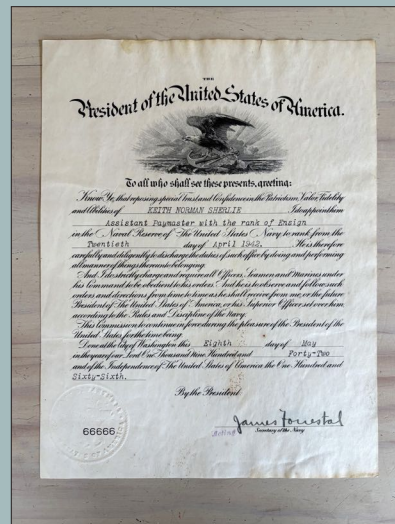 THE
President of the United States of America.
To all who shall see these presents, greeting:
Know Ye, that reposing special Trust and Confidence in the Patriotism, Valor, Fidelity
and Abilities of KEITH NORMAN SHERLIE I do appoint him
Assistant Paymaster with the rank of Ensign
in the Naval Reserve of The United States Navy to rank from the
Twentieth day of April 1942. He is therefore
carefully and diligently to discharge the duties of such office by doing and performing
all manner of things thereunto belonging.
And I do strictly charge and require all Officers, Seamen and Marines under
his Command to be obedient to his orders. And he is to observe and follow such
orders and directions from time to time as he shall receive from me, or the future
President of The United States of America, or his Superior Officer set over him,
according to the Rules and Discipline of the Navy.
This Commission to continue in force during the pleasure of the President of the
United States for the time being.
Done at the City of Washington this Eighth day of May
in the year of our Lord One Thousand Nine Hundred and Forty-Two
and of the Independence of The United States of America the One Hundred and
Sixty-Sixth.
By the President
James Forrestal
Acting Secretary of the Navy.
66666